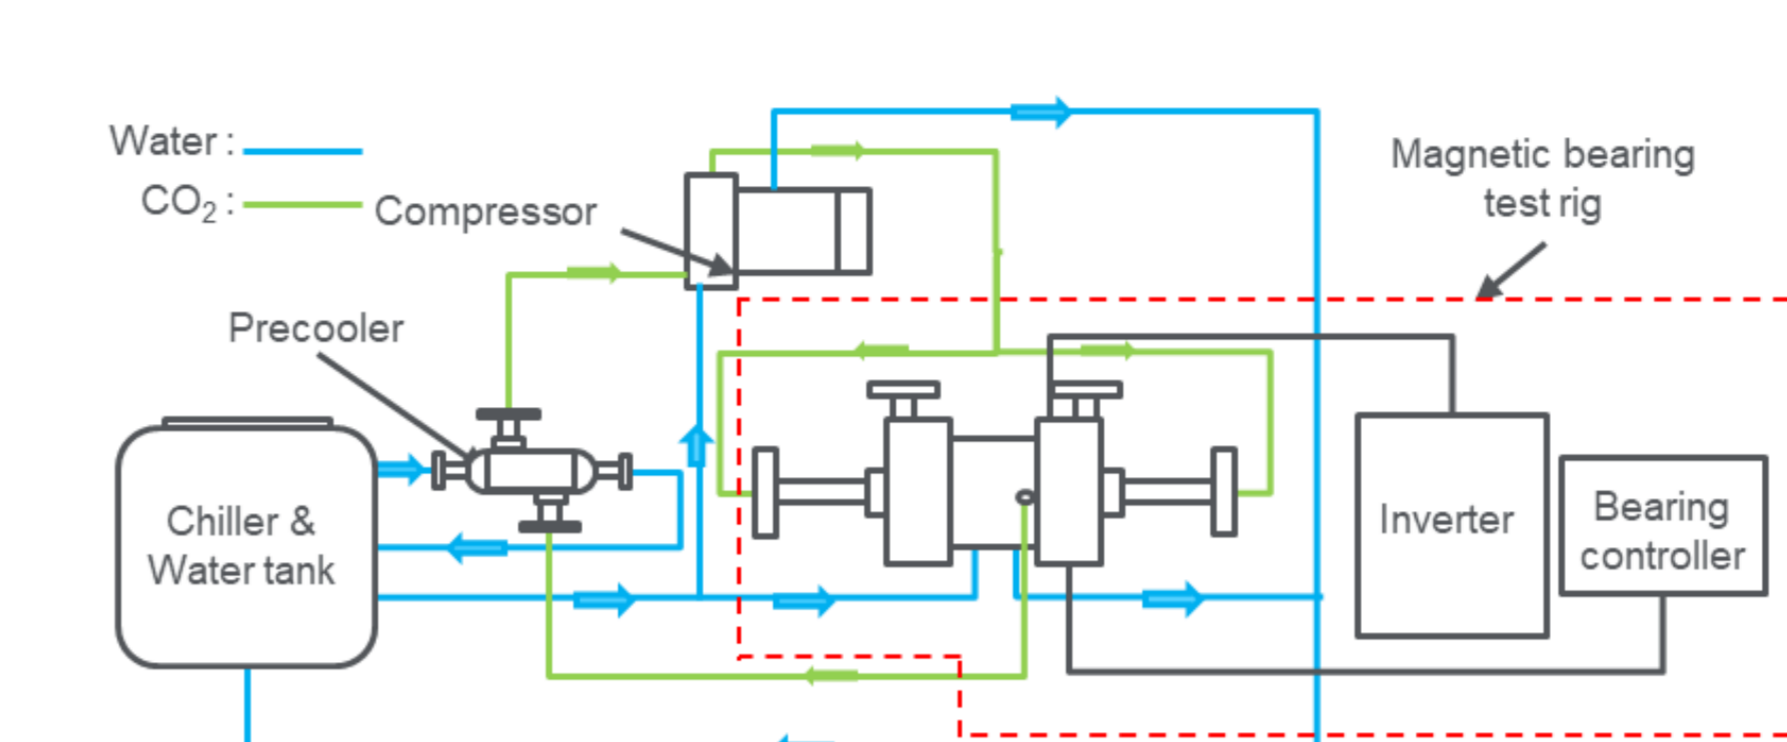 Water :
CO₂ :
Compressor
Magnetic bearing
test rig
Precooler
Chiller &
Water tank
Inverter
Bearing
controller